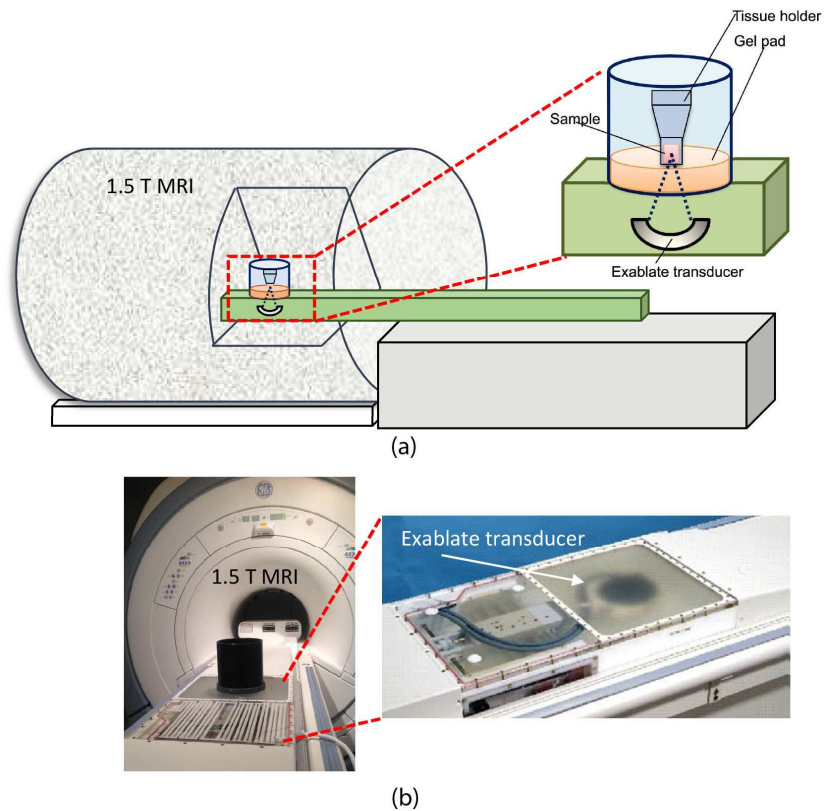 Tissue holder
Gel pad
Sample
1.5 T MRI
Exablate transducer
(a)
Exablate transducer
1.5 T MRI
(b)